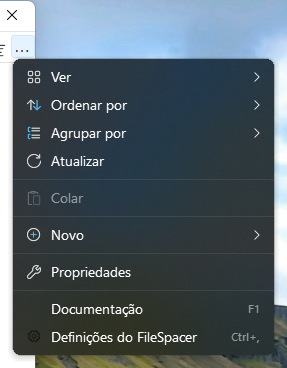 Ver
Ordenar por
Agrupar por
Atualizar
Colar
Novo
Propriedades
Documentação F1
Definições do FileSpacer Ctrl+,